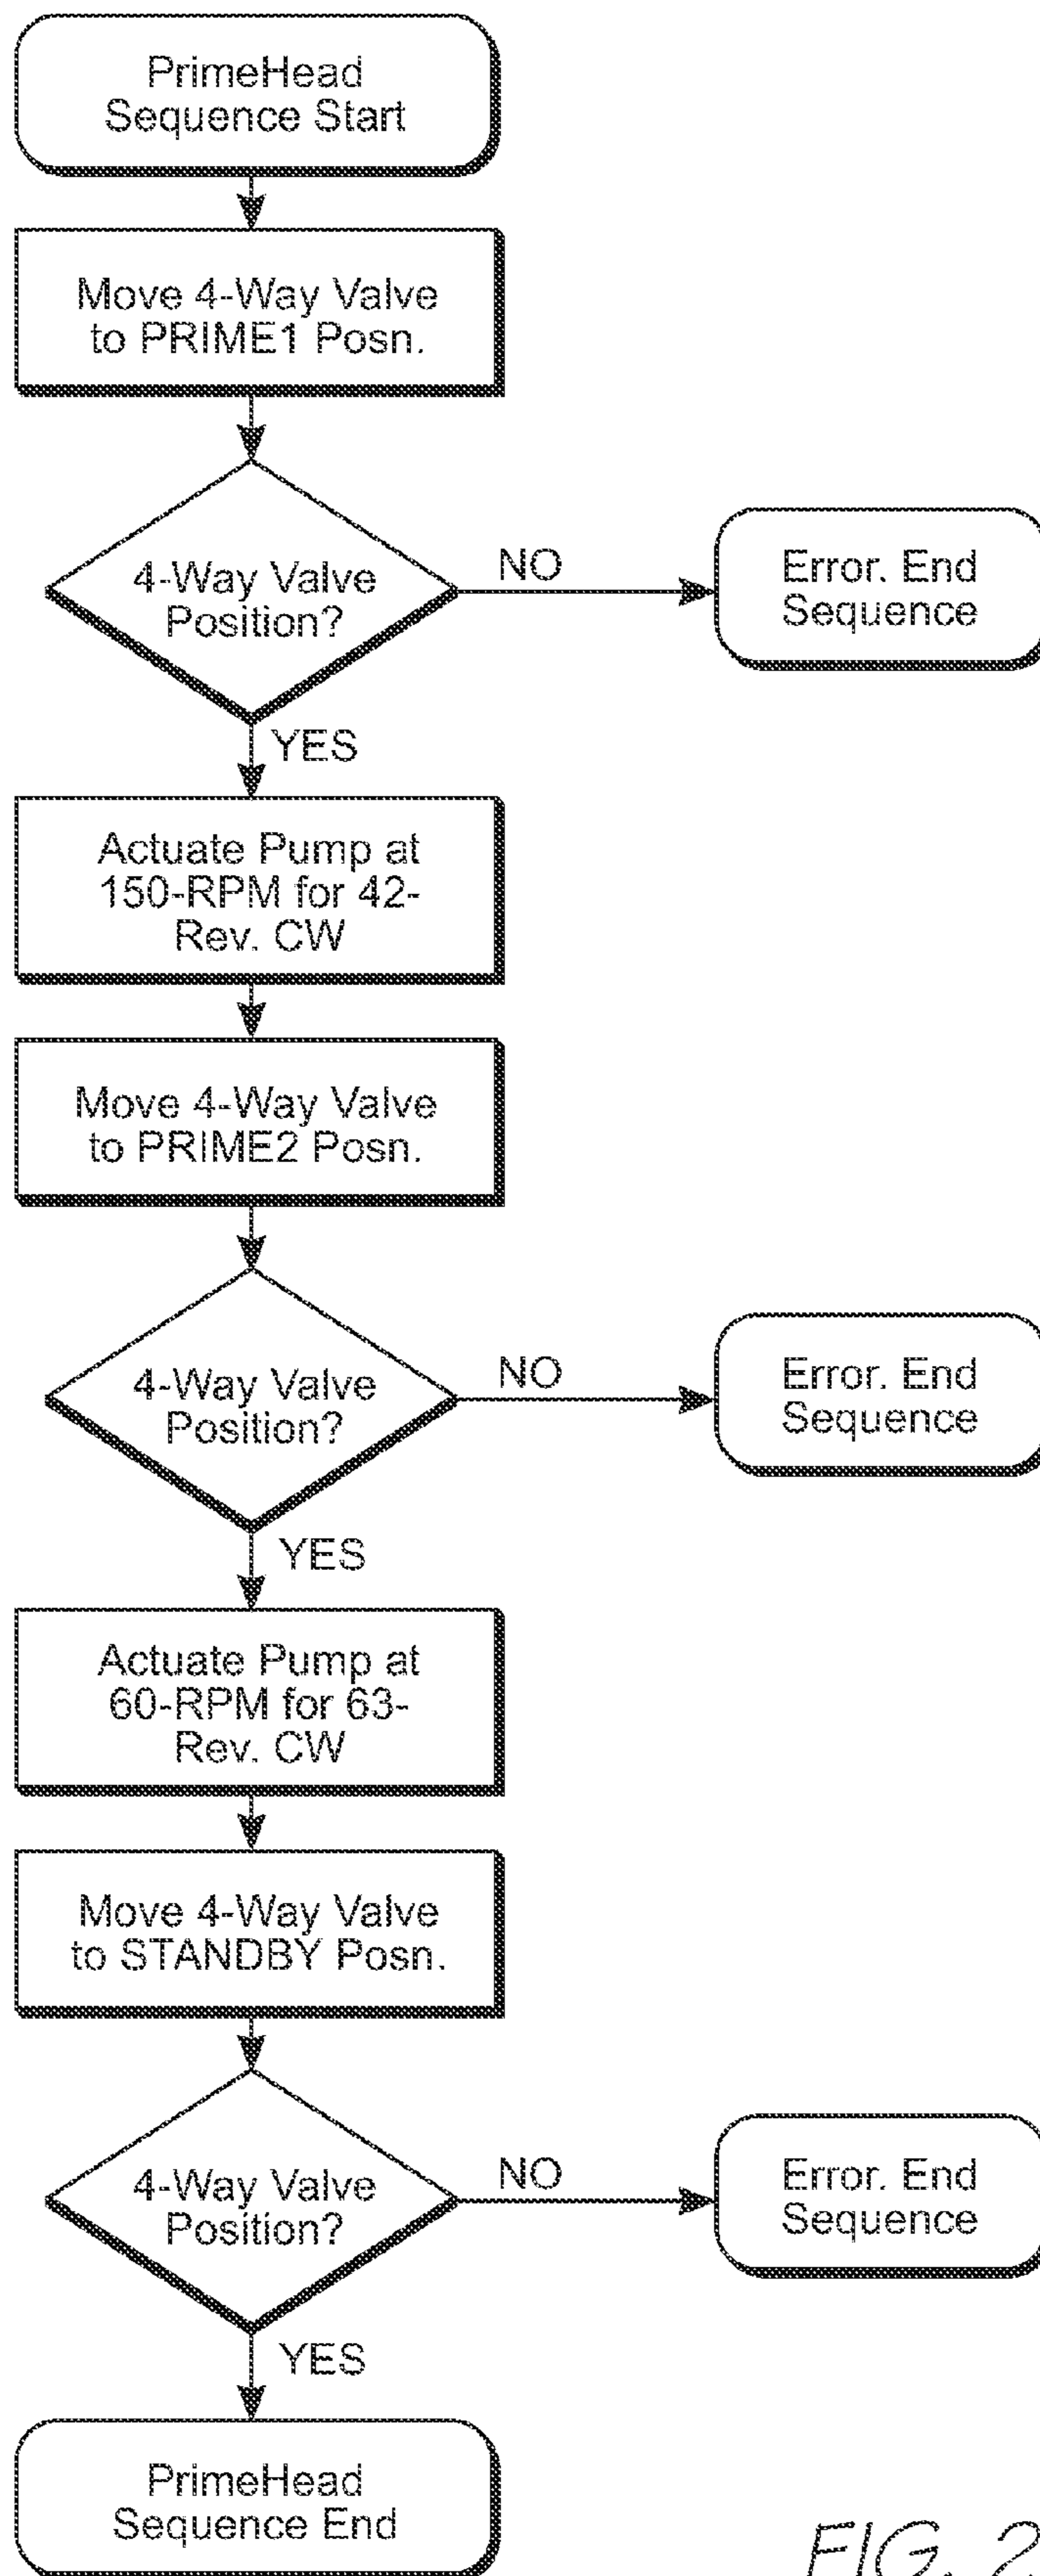 PrimeHead
Sequence Start
Move 4-Way Valve
to PRIME1 Posn.
4-Way Valve
Position?
NO
Error. End
Sequence
YES
Actuate Pump at
150-RPM for 42-
Rev. CW
Move 4-Way Valve
to PRIME2 Posn.
4-Way Valve
Position?
NO
Error. End
Sequence
YES
Actuate Pump at
60-RPM for 63-
Rev. CW
Move 4-Way Valve
to STANDBY Posn.
4-Way Valve
Position?
NO
Error. End
Sequence
YES
PrimeHead
Sequence End
FIG. 2